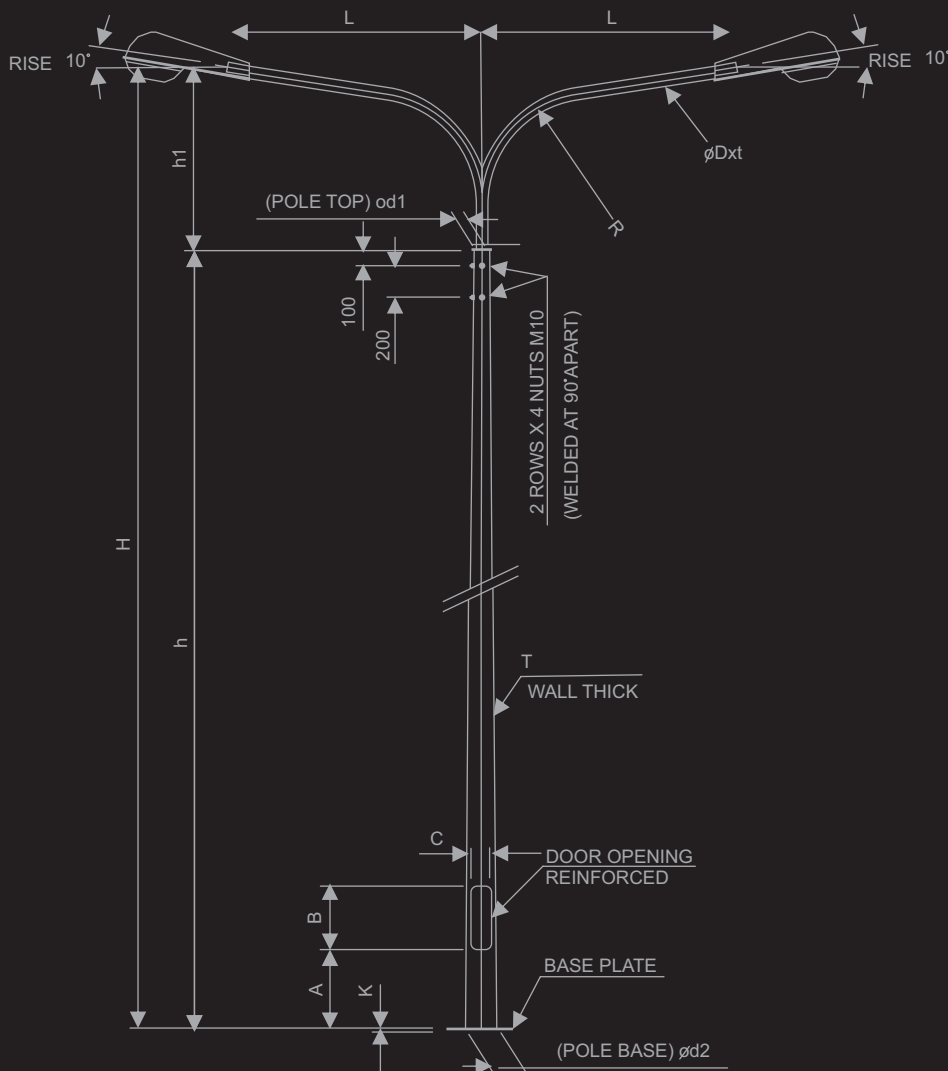 L
L
RISE 10°
RISE 10°
h1
øDxt
(POLE TOP) od1
R
100
200
2 ROWS X 4 NUTS M10
(WELDED AT 90°APART)
H
h
T
WALL THICK
C
DOOR OPENING
REINFORCED
B
A
K
BASE PLATE
(POLE BASE) ød2